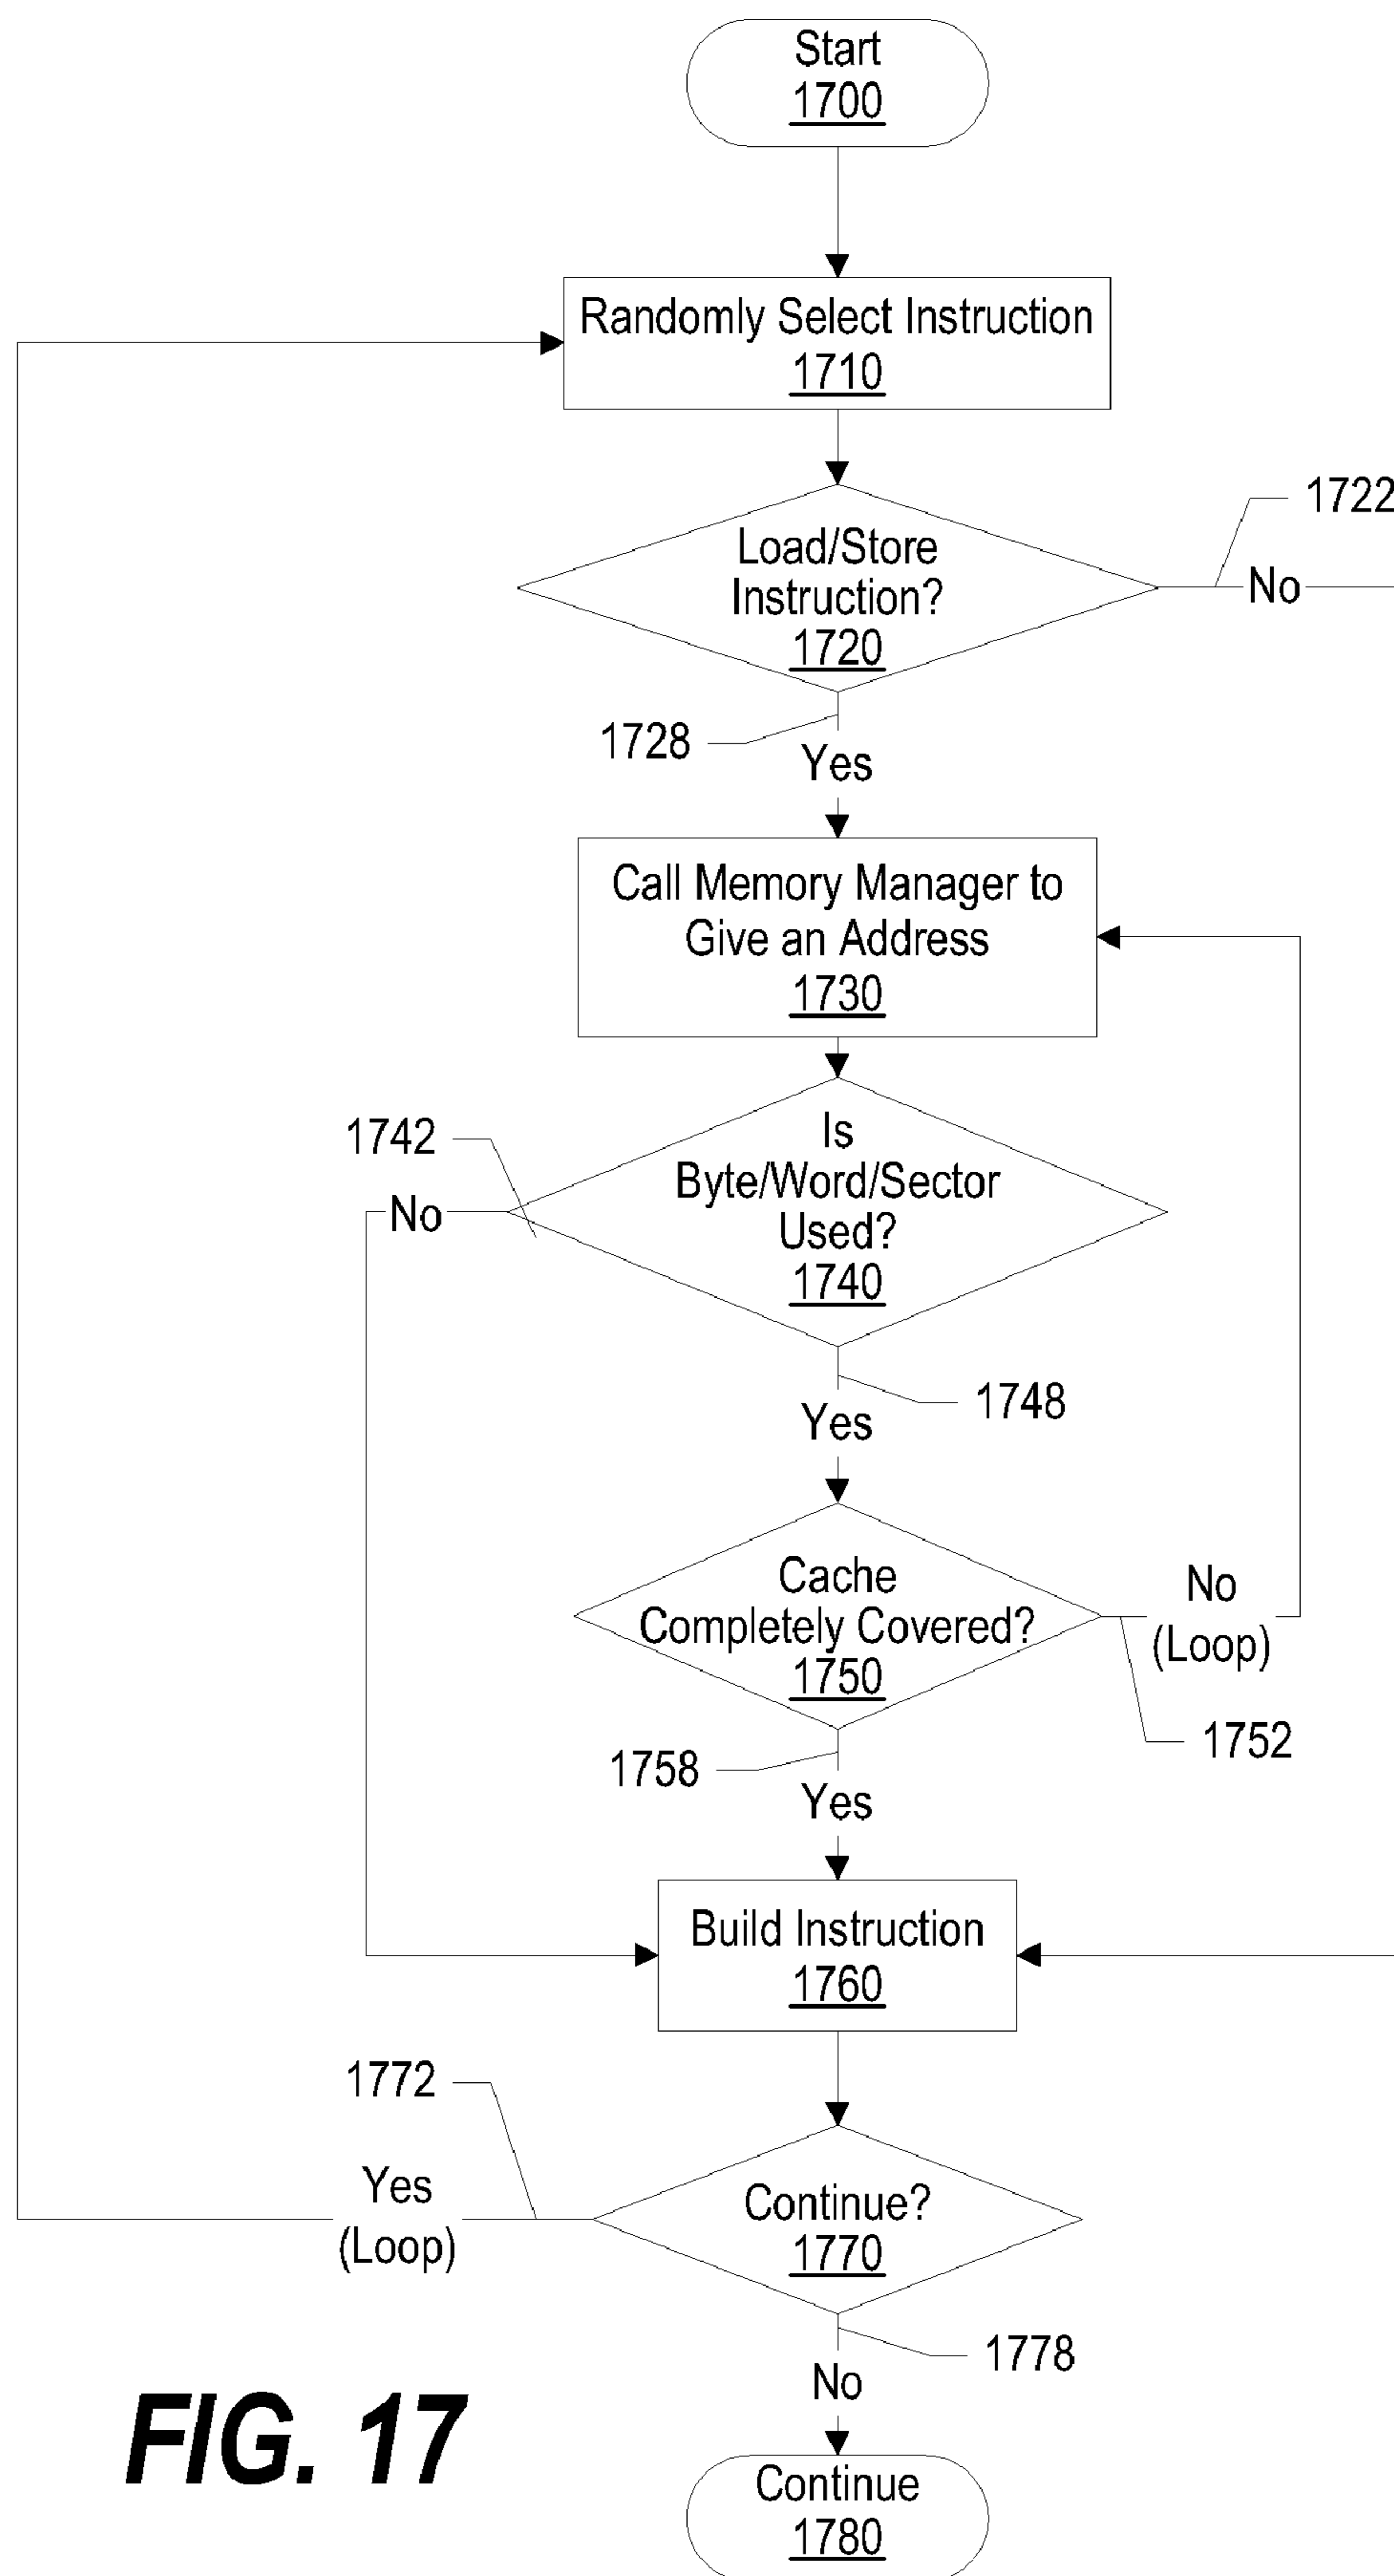 Start
1700
Randomly Select Instruction
1710
1722
Load/Store
Instruction?
1720
No
1728
Yes
Call Memory Manager to
Give an Address
1730
1742
Is
Byte/Word/Sector
Used?
1740
No
1748
Yes
Cache
Completely Covered?
1750
No
(Loop)
1752
1758
Yes
Build Instruction
1760
1772
Yes
(Loop)
Continue?
1770
1778
No
FIG. 17
Continue
1780